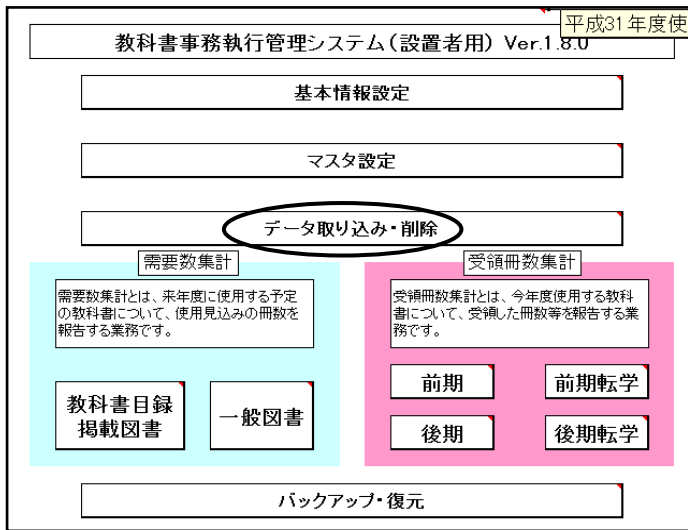 平成31年度使
教科書事務執行管理システム(設置者用) Ver.1.8.0
基本情報設定
マスタ設定
データ取り込み・削除
需要数集計
需要数集計とは、来年度に使用する予定
の教科書について、使用見込みの冊数を
報告する業務です。
教科書目録
掲載図書
一般図書
受領冊数集計
受領冊数集計とは、今年度使用する教科
書について、受領した冊数等を報告する業
務です。
前期
前期転学
後期
後期転学
バックアップ・復元